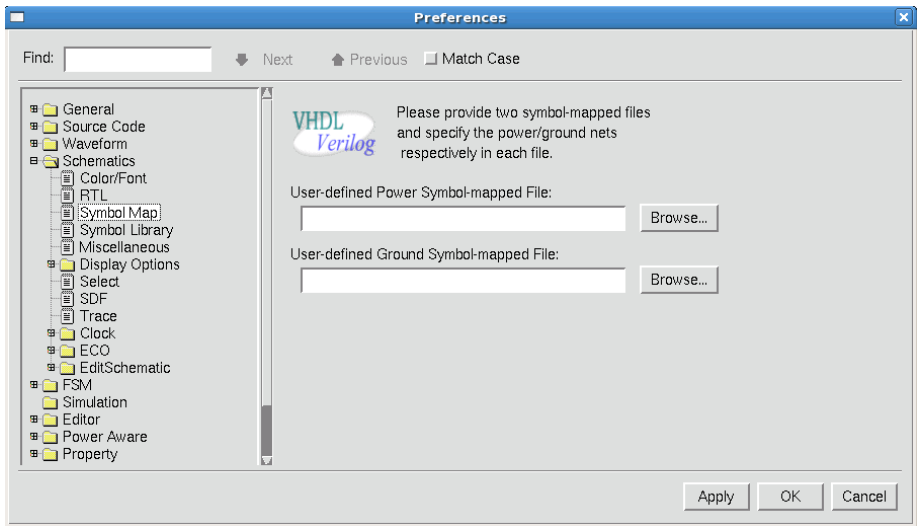 Preferences
Find:
Next
Previous
Match Case
General
Source Code
Waveform
Schematics
Color/Font
RTL
Symbol Map
Symbol Library
Miscellaneous
Display Options
Select
SDF
Trace
Clock
ECO
EditSchematic
FSM
Simulation
Editor
Power Aware
Property
VHDL
Verilog
Please provide two symbol-mapped files
and specify the power/ground nets
respectively in each file.
User-defined Power Symbol-mapped File:
Browse...
User-defined Ground Symbol-mapped File:
Browse...
Apply
OK
Cancel